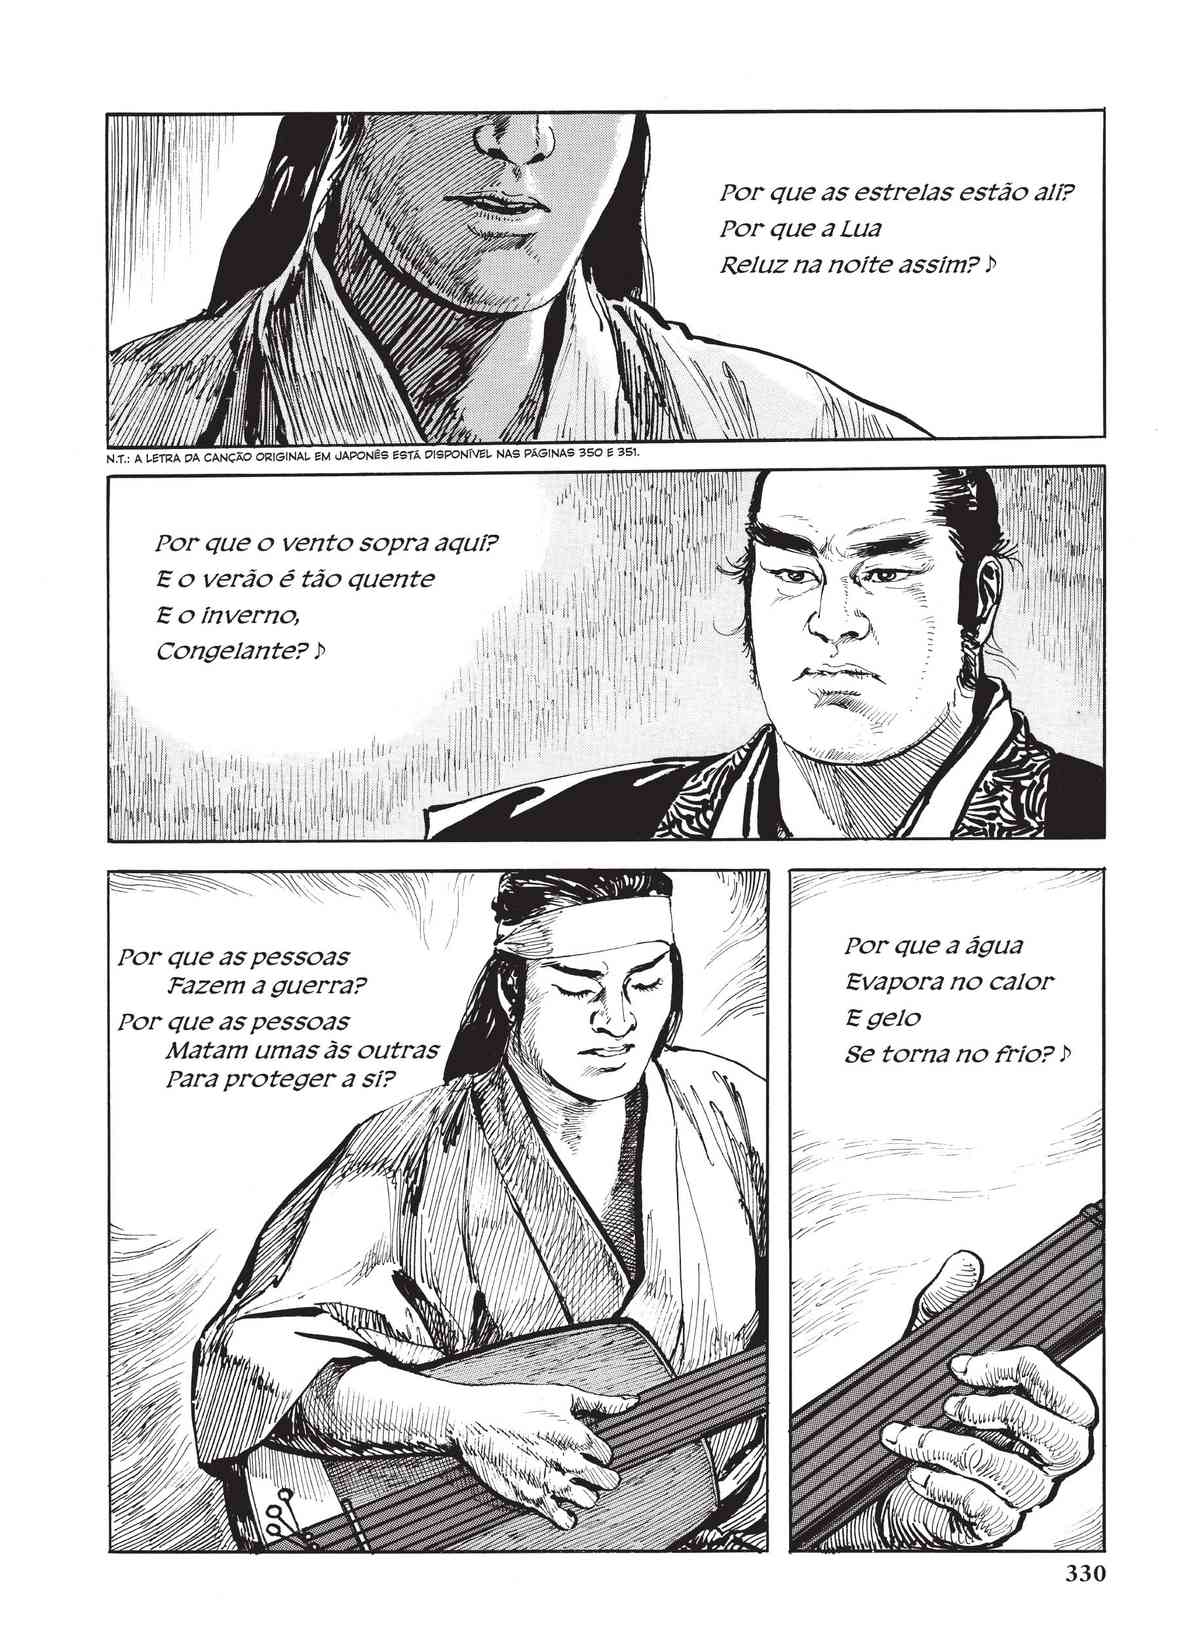 Por que as estrelas estão ali?
Por que a Lua
Reluz na noite assim?♪
N.T.: A LETRA DA CANÇÃO ORIGINAL EM JAPONÊS ESTÁ DISPONÍVEL NAS PÁGINAS 350 E 351.
Por que o vento sopra aqui?
E o verão é tão quente
E o inverno,
Congelante?♪
Por que a água
Evapora no calor
E gelo
Se torna no frio?♪
Por que as pessoas
Fazem a guerra?
Por que as pessoas
Matam umas às outras
Para proteger a si?
330